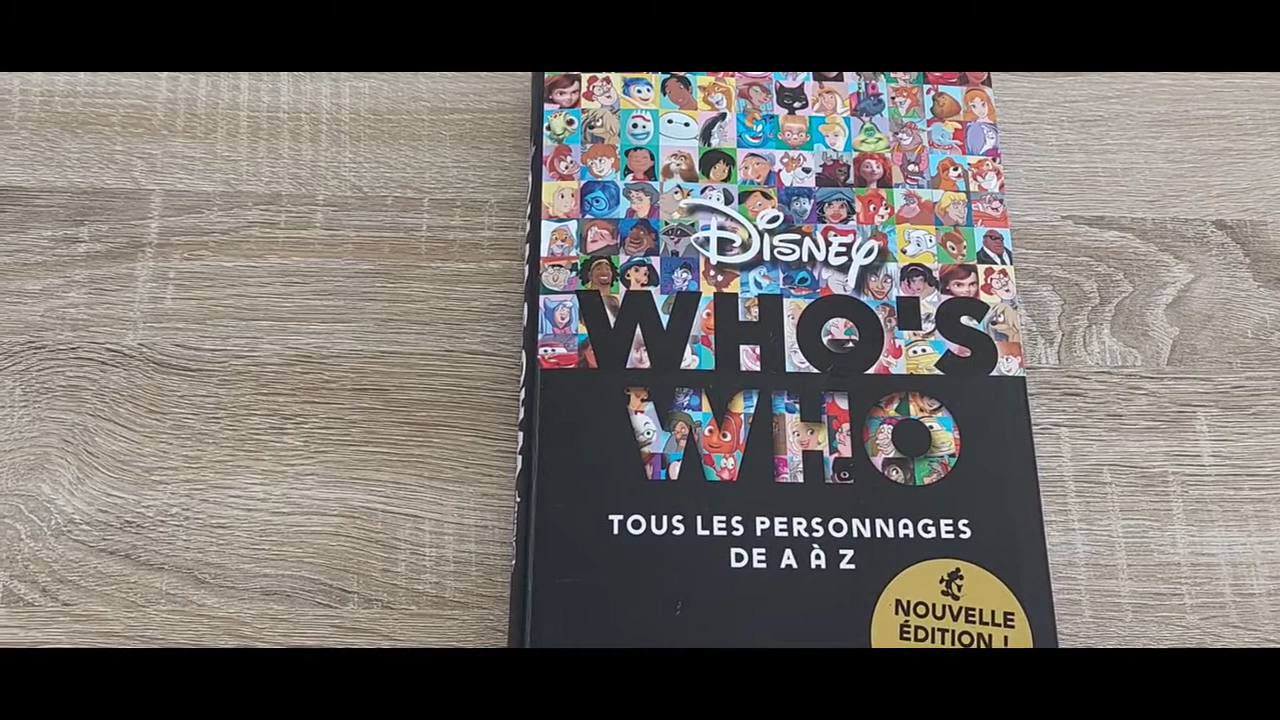 Disney
WHO'S
WHO
TOUS LES PERSONNAGES
DE A À Z
NOUVELLE
ÉDITION !